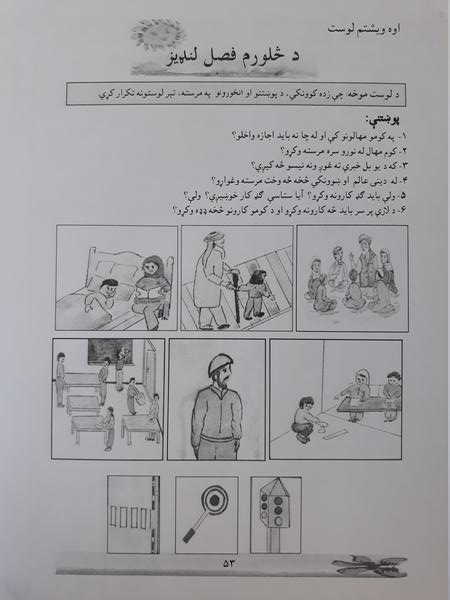 اوه ویشتم لوست
د څلورم فصل لنډیز
د لوست موخه: چې زده کوونکي، د پوښتنو او انځورونو په مرسته، تېر لوستونه تکرار کړي.
پوښتنې:
۱- په کومو مهالونو کې او له چا نه باید اجازه واخلو؟
۲- کوم مهال له نورو سره مرسته وکړو؟
۳- که د یو بل خبرې ته غوږ ونه نیسو څه کیږي؟
۴- له دیني عالم او ښوونکي څخه څه وخت مرسته وغواړو؟
۵- ولې باید ګډ کارونه وکړو؟ آیا ستاسې ګډ کار خوښیږي؟ ولې؟
۶- د لارې پر سر باید څه کارونه وکړو او د کومو کارونو څخه ډډه وکړو؟
۵۳